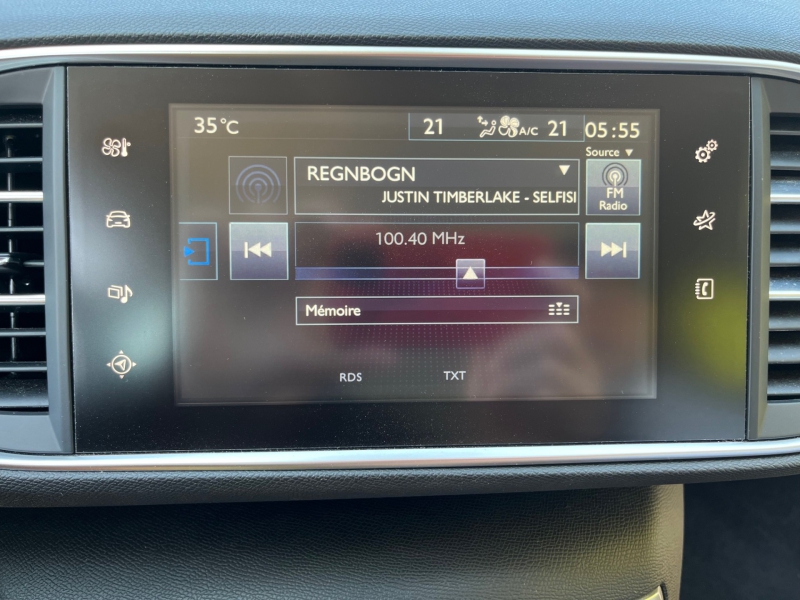 35°C
21 A/C 21 05:55
Source
REGNBOGN
JUSTIN TIMBERLAKE - SELFISI
FM
Radio
100.40 MHz
Mémoire
RDS TXT